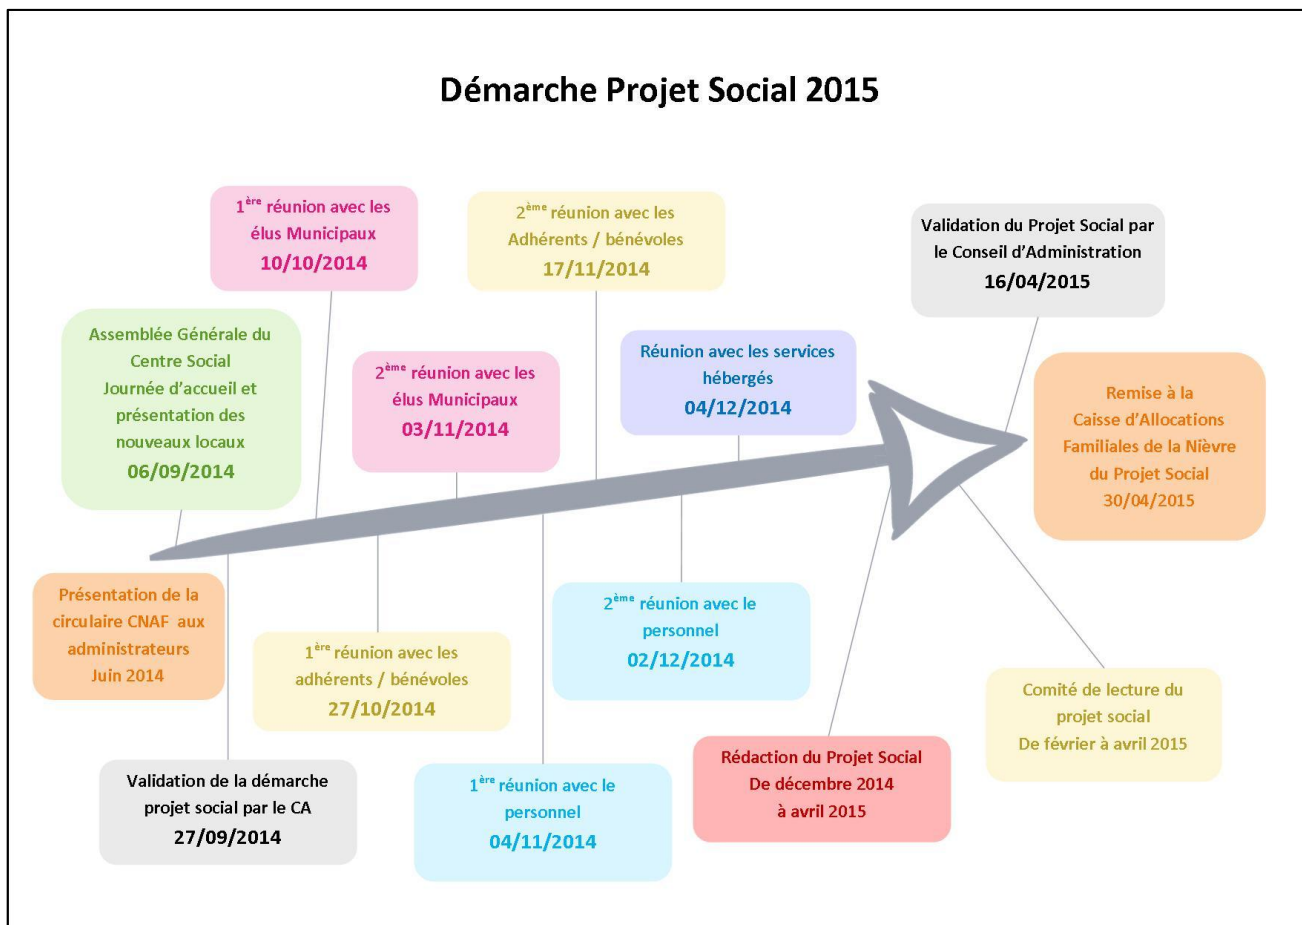 Démarche Projet Social 2015
1ère réunion avec les
élus Municipaux
10/10/2014
2ème réunion avec les
Adhérents / bénévoles
17/11/2014
Validation du Projet Social par
le Conseil d'Administration
16/04/2015
Assemblée Générale du
Centre Social
Journée d'accueil et
présentation des
nouveaux locaux
06/09/2014
2ème réunion avec les
élus Municipaux
03/11/2014
Réunion avec les services
hébergés
04/12/2014
Remise à la
Caisse d'Allocations
Familiales de la Nièvre
du Projet Social
30/04/2015
Présentation de la
circulaire CNAF aux
administrateurs
Juin 2014
1ère réunion avec les
adhérents / bénévoles
27/10/2014
2ème réunion avec le
personnel
02/12/2014
Comité de lecture du
projet social
De février à avril 2015
Validation de la démarche
projet social par le CA
27/09/2014
1ère réunion avec le
personnel
04/11/2014
Rédaction du Projet Social
De décembre 2014
à avril 2015